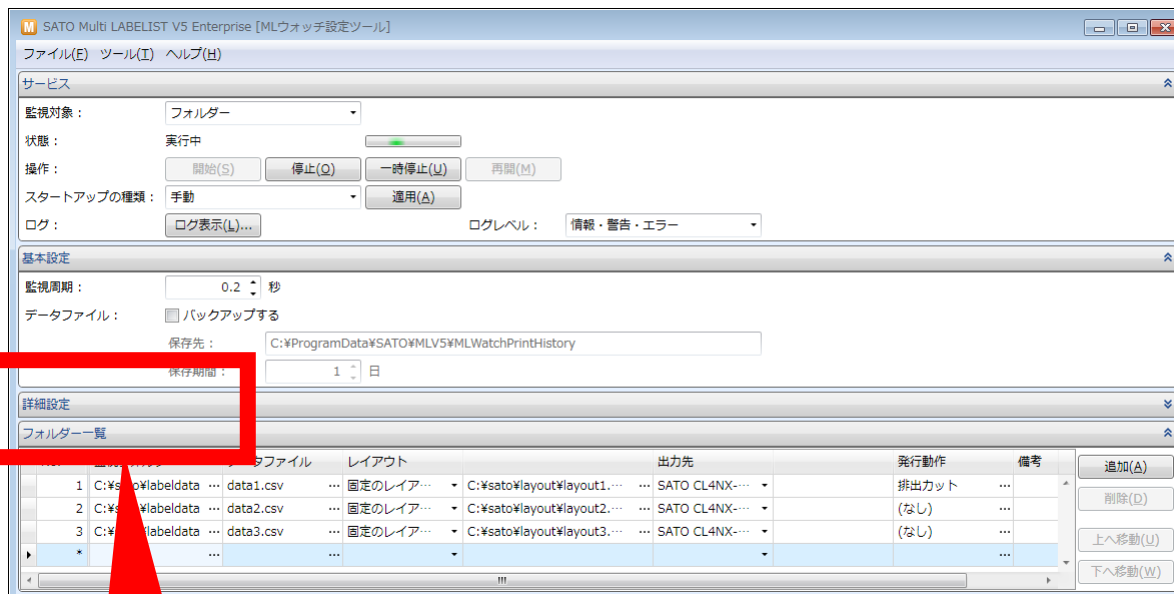 SATO Multi LABELIST V5 Enterprise [MLウォッチ設定ツール]
ファイル(F) ツール(T) ヘルプ(H)
サービス
監視対象： フォルダー
状態： 実行中
操作： 開始(S) 停止(O) 一時停止(U) 再開(M)
スタートアップの種類： 手動 適用(A)
ログ： ログ表示(L)... ログレベル： 情報・警告・エラー
基本設定
監視周期： 0.2 秒
データファイル： バックアップする
保存先： C:¥ProgramData¥SATO¥MLV5¥MLWatchPrintHistory
保存期間： 1 日
詳細設定
フォルダー一覧
レイアウト 出力先 発行動作 備考 追加(A)
1 C:¥sato¥labeldata ... data1.csv ... 固定のレイア… C:¥sato¥layout¥layout1.… ... SATO CL4NX-… 排出カット ...
削除(D)
2 C:¥sato¥labeldata ... data2.csv ... 固定のレイア… C:¥sato¥layout¥layout2.… ... SATO CL4NX-… (なし) ...
3 C:¥sato¥labeldata ... data3.csv ... 固定のレイア… C:¥sato¥layout¥layout3.… ... SATO CL4NX-… (なし) ...
上へ移動(U)
* ... ... ...
下へ移動(W)